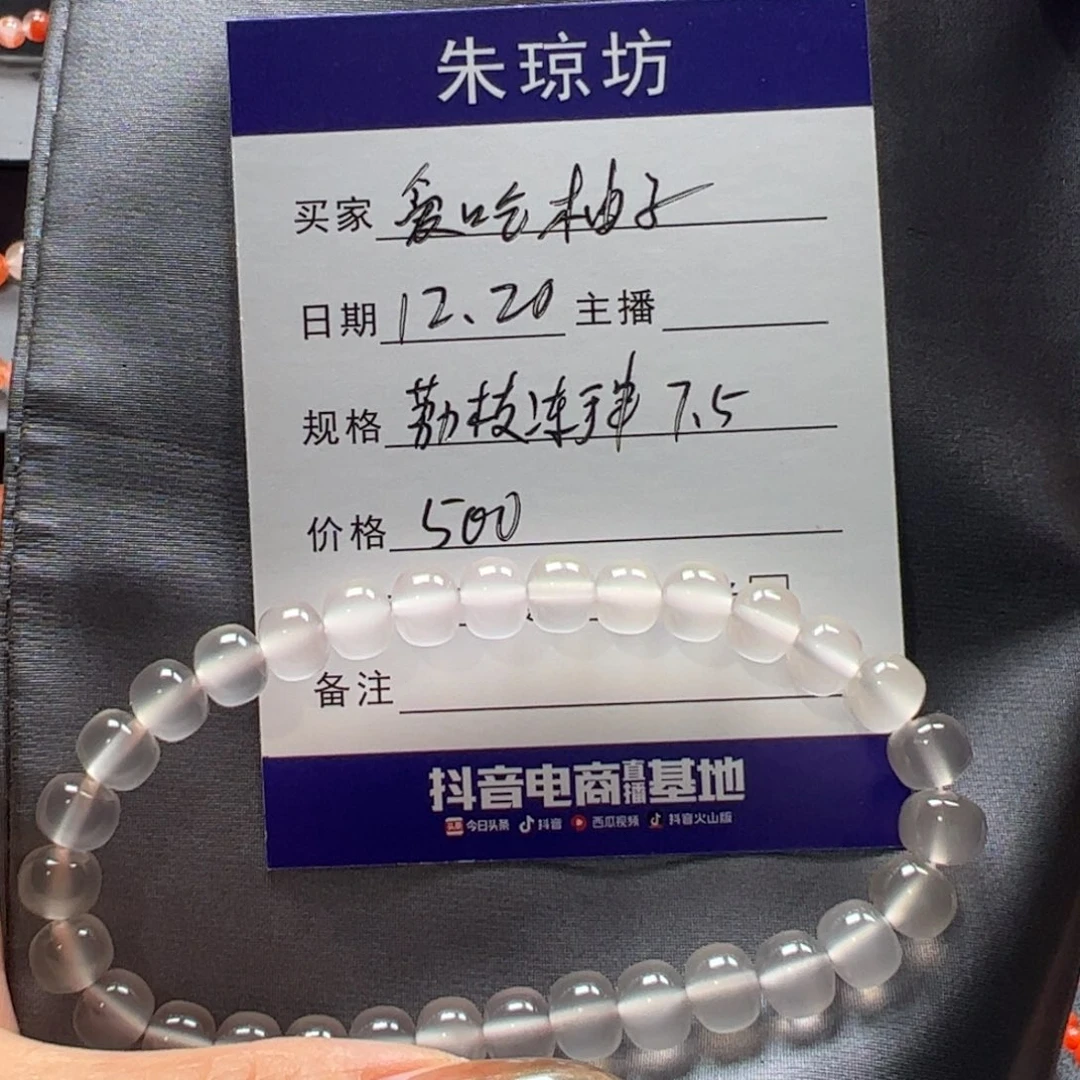 朱琼坊
买家 爱吃柚子
日期 12.20 主播
规格 荔枝冻手串 7.5
价格 500
备注
抖音电商直播基地
头条 今日头条 抖音 西瓜视频 抖音火山版